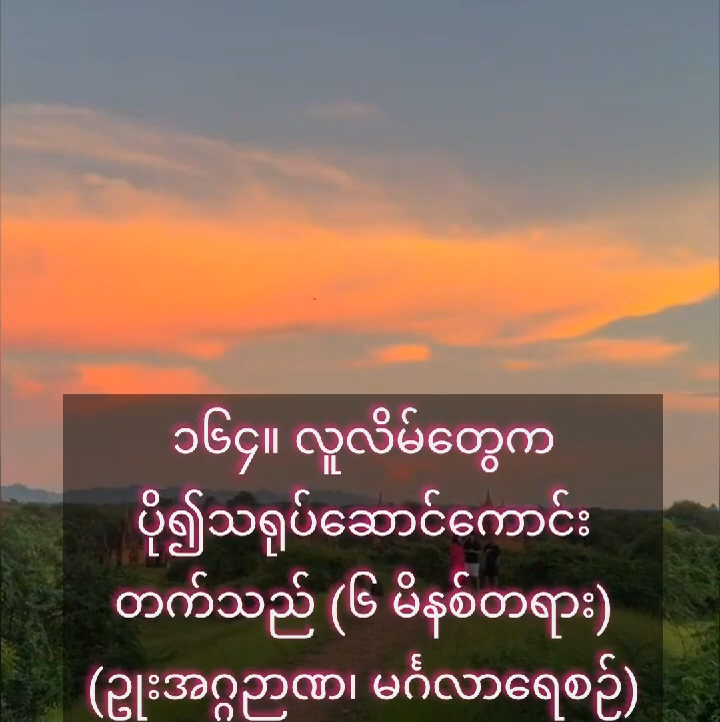 ၁၆၄။ လူလိမ်တွေက
ပို၍သရုပ်ဆောင်ကောင်း
တက်သည် (၆ မိနစ်တရား)
(ဥုးအဂ္ဂဉာဏ၊ မင်္ဂလာရေစဉ်)